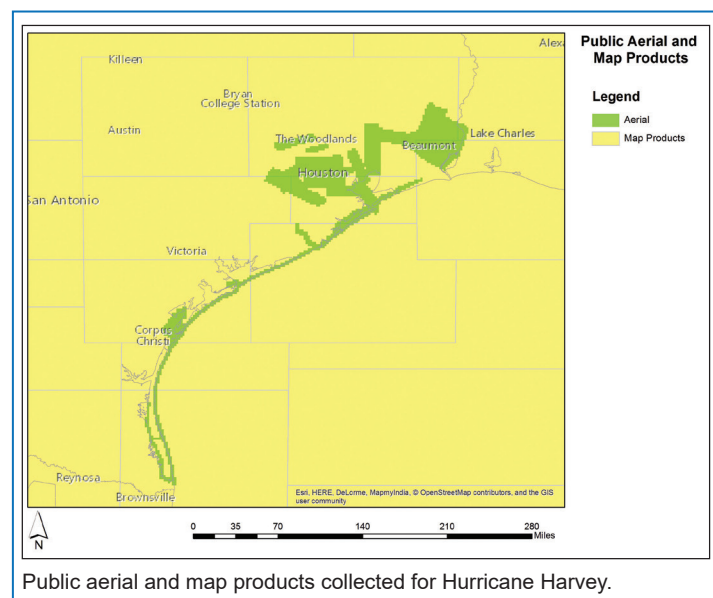 Public Aerial and
Map Products
Legend
Aerial
Map Products
Killeen
Bryan
College Station
Austin
The Woodlands
Beaumont
Lake Charles
Houston
San Antonio
Victoria
Corpus
Christi
Reynosa
Brownsville
Esri, HERE, DeLorme, MapmyIndia, © OpenStreetMap contributors, and the GIS
user community
N
0 35 70 140 210 280
Miles
Public aerial and map products collected for Hurricane Harvey.